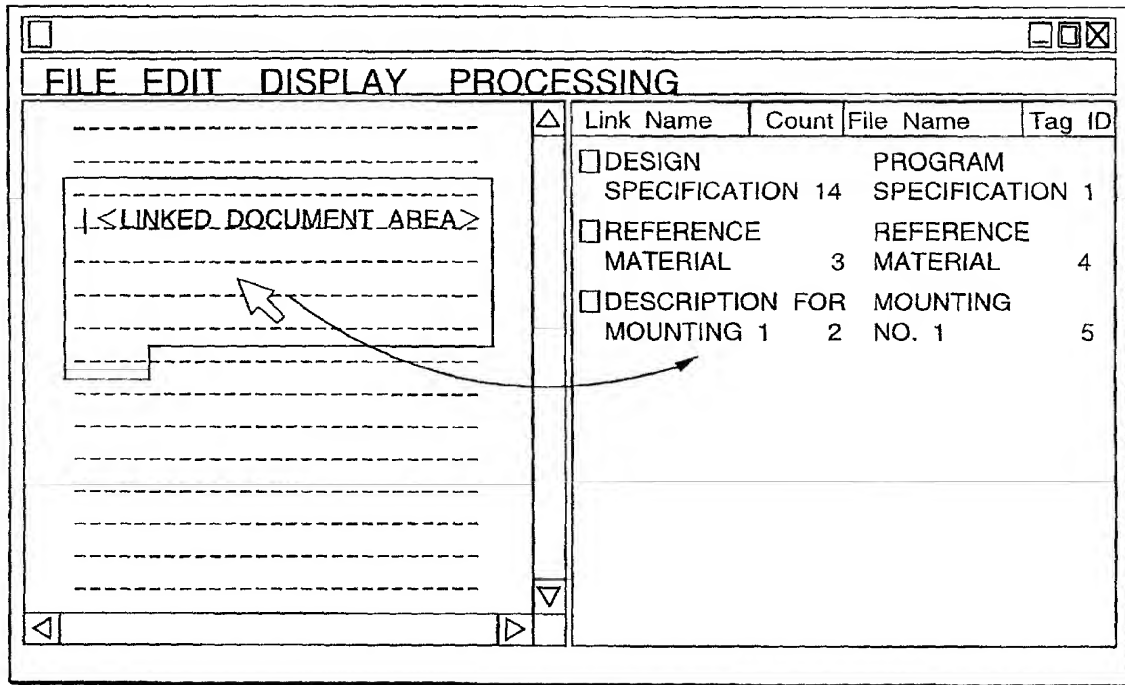 FILE EDIT DISPLAY PROCESSING
<LINKED DOCUMENT AREA>
Link Name Count File Name Tag ID
DESIGN PROGRAM
SPECIFICATION 14 SPECIFICATION 1
REFERENCE REFERENCE
MATERIAL 3 MATERIAL 4
DESCRIPTION FOR MOUNTING
MOUNTING 1 2 NO. 1 5